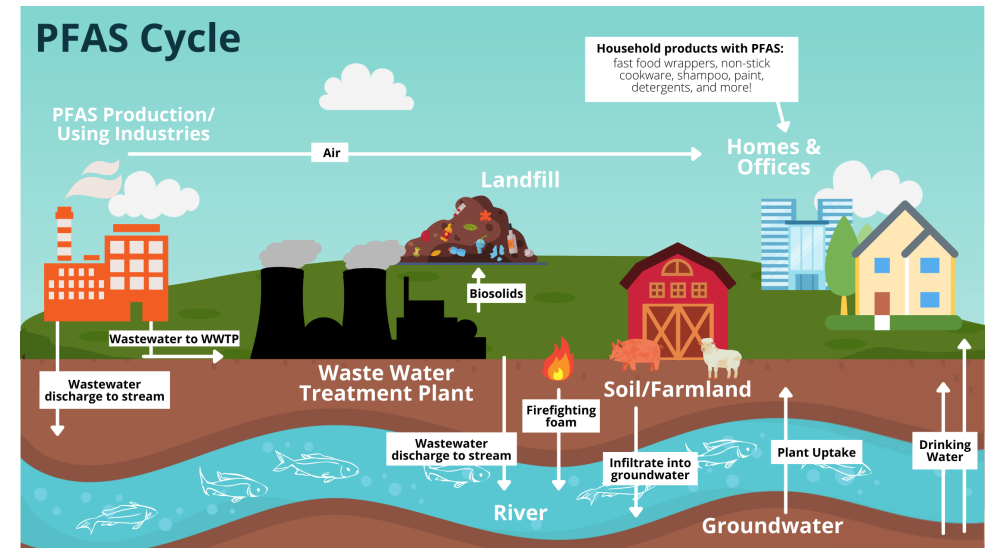 PFAS Cycle
Household products with PFAS:
fast food wrappers, non-stick
cookware, shampoo, paint,
detergents, and more!
PFAS Production/
Using Industries
Air
Homes &
Offices
Landfill
Biosolids
Wastewater to WWTP
Waste Water
Treatment Plant
Soil/Farmland
Wastewater
discharge to stream
Firefighting
foam
Wastewater
discharge to stream
Infiltrate into
groundwater
Plant Uptake
Drinking
Water
River
Groundwater